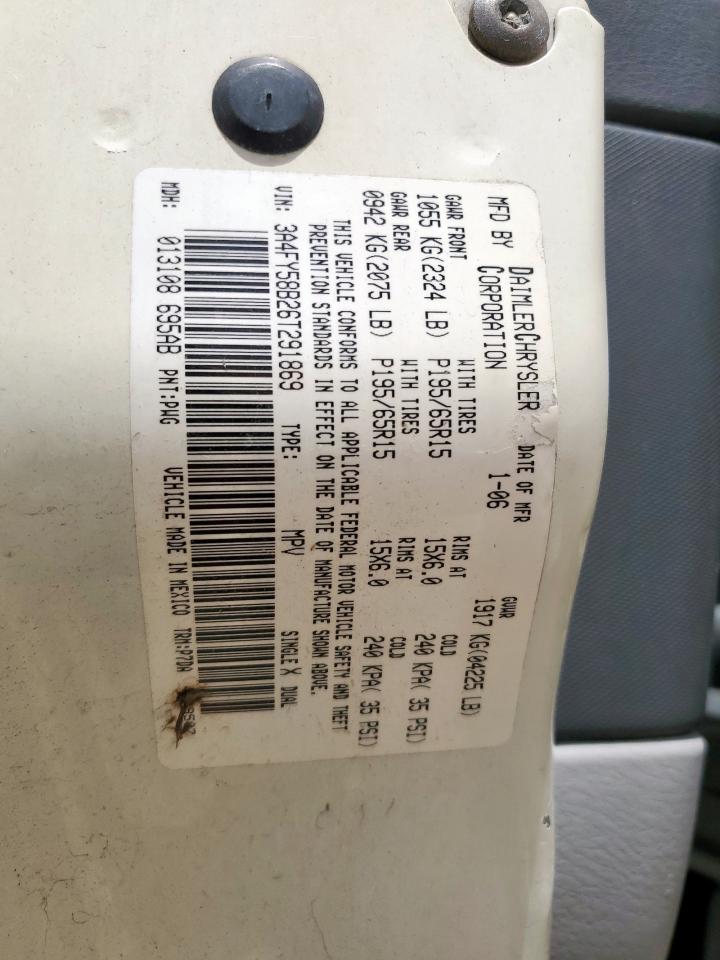 MFD BY DAIMLERCHRYSLER CORPORATION DATE OF MFR 1-06 GVWR 1917 KG(04225 LB)
GAWR FRONT WITH TIRES RIMS AT COLD
1055 KG(2324 LB) P195/65R15 15X6.0 240 KPA( 35 PSI)
GAWR REAR WITH TIRES RIMS AT COLD
0942 KG(2075 LB) P195/65R15 15X6.0 240 KPA( 35 PSI)
THIS VEHICLE CONFORMS TO ALL APPLICABLE FEDERAL MOTOR VEHICLE SAFETY AND THEFT
PREVENTION STANDARDS IN EFFECT ON THE DATE OF MANUFACTURE SHOWN ABOVE.
VIN: 3A4FY58B26T291869 TYPE: MPV SINGLE X DUAL
MDH: 013108 695AB PNT:PWG VEHICLE MADE IN MEXICO TRM:P7DA